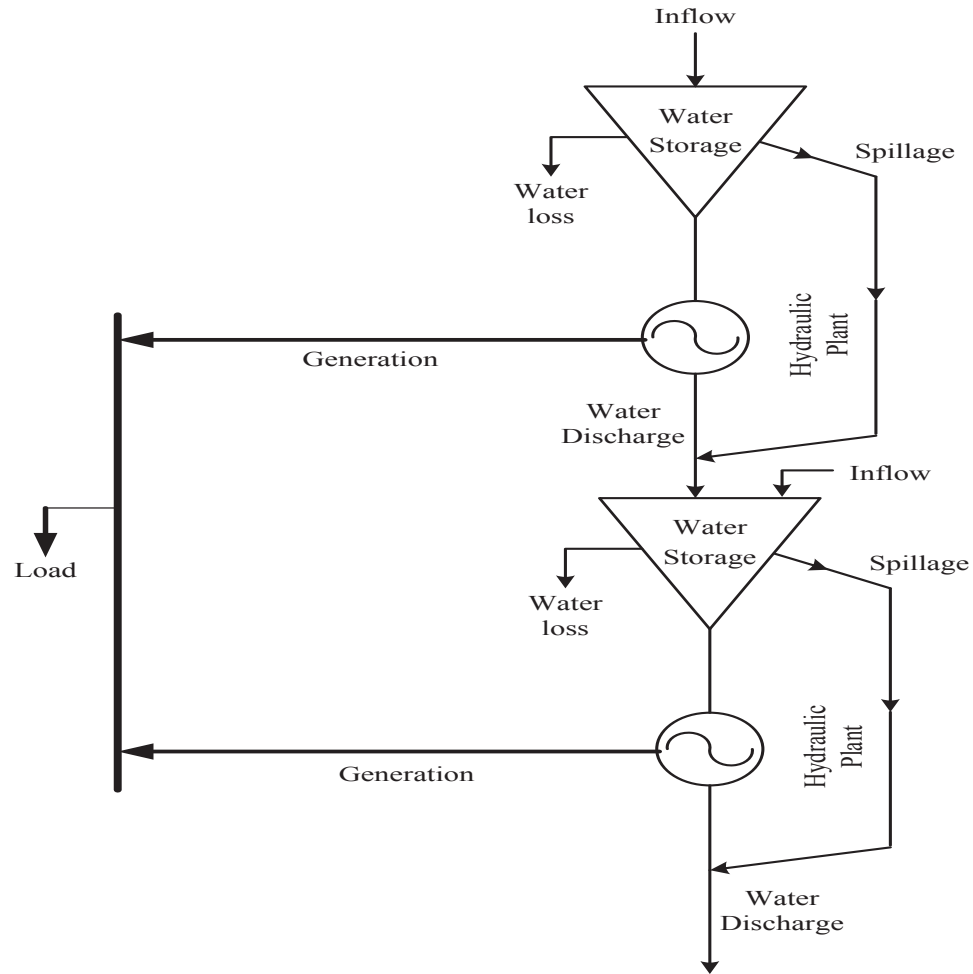 Inflow
Water
Storage
Spillage
Water
loss
Hydraulic
Plant
Generation
Water
Discharge
Inflow
Water
Storage
Spillage
Load
Water
loss
Hydraulic
Plant
Generation
Water
Discharge